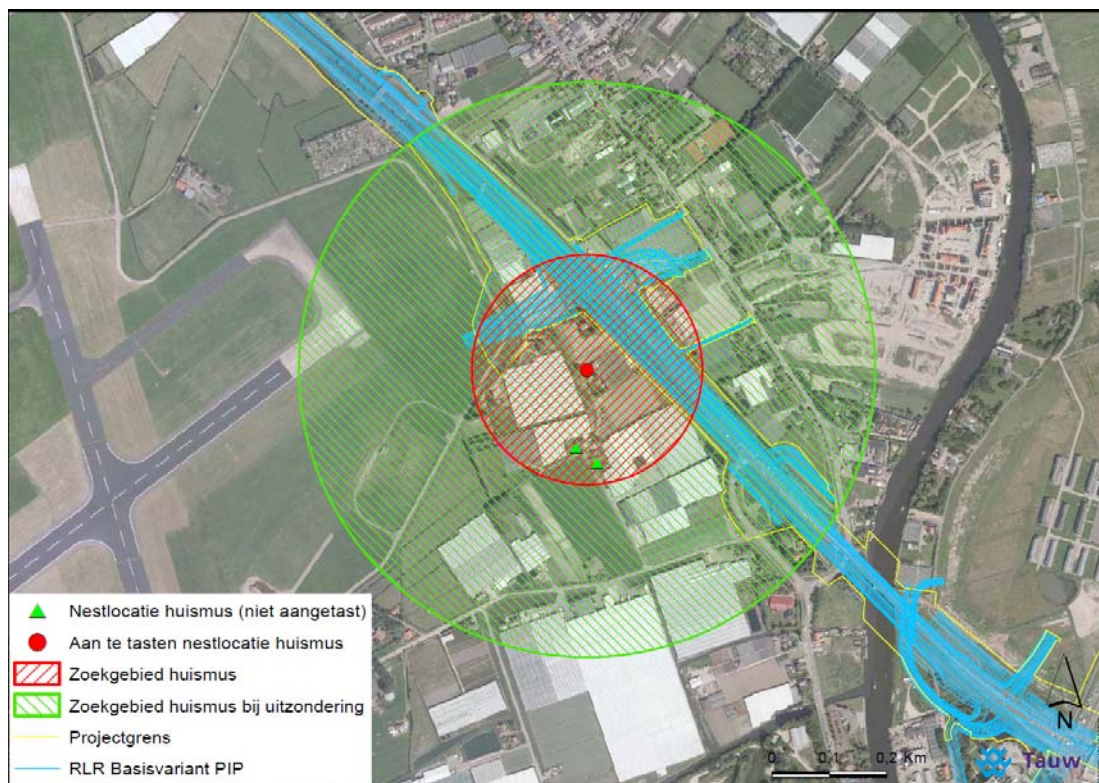 Nestlocatie huismus (niet aangetast)
Aan te tasten nestlocatie huismus
Zoekgebied huismus
Zoekgebied huismus bij uitzondering
Projectgrens
RLR Basisvariant PIP
N
0 0,1 0,2 Km
Tauw